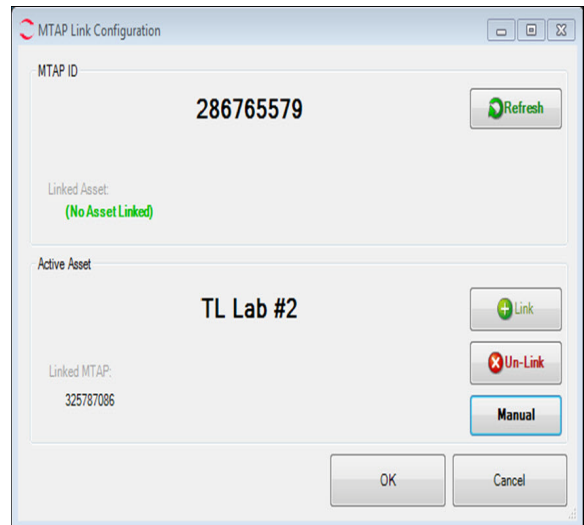 MTAP Link Configuration
MTAP ID
286765579
Refresh
Linked Asset:
(No Asset Linked)
Active Asset
TL Lab #2
Link
Linked MTAP:
Un-Link
325787086
Manual
OK
Cancel